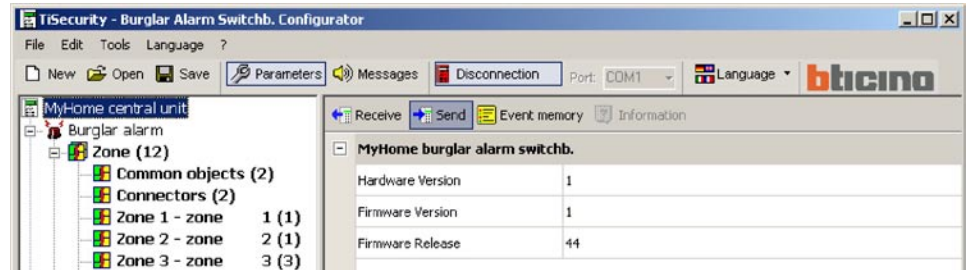 TiSecurity - Burglar Alarm Switchb. Configurator
File Edit Tools Language ?
New Open Save Parameters Messages Disconnection Port: COM1 Language bticino
MyHome central unit
Burglar alarm
Zone (12)
Common objects (2)
Connectors (2)
Zone 1 - zone 1 (1)
Zone 2 - zone 2 (1)
Zone 3 - zone 3 (3)
Receive Send Event memory Information
MyHome burglar alarm switchb.
Hardware Version 1
Firmware Version 1
Firmware Release 44